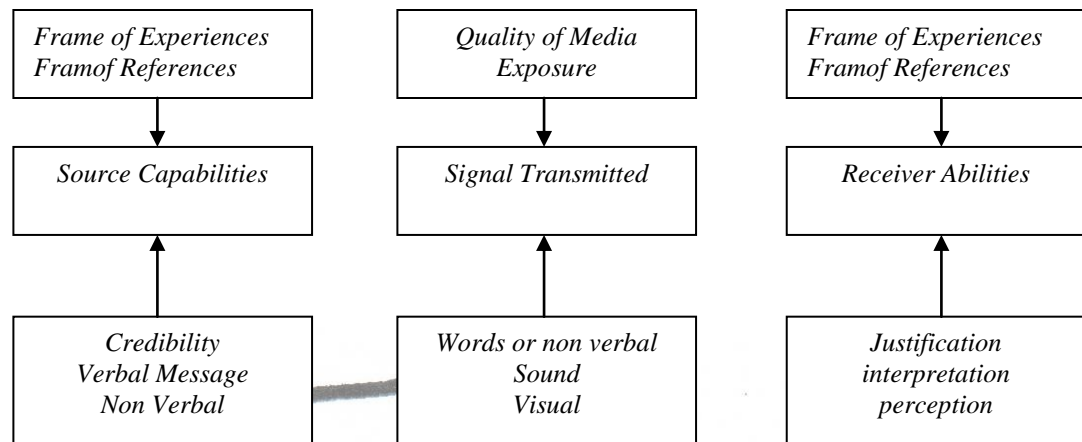 Frame of Experiences
Framof References
Quality of Media
Exposure
Frame of Experiences
Framof References
Source Capabilities
Signal Transmitted
Receiver Abilities
Credibility
Verbal Message
Non Verbal
Words or non verbal
Sound
Visual
Justification
interpretation
perception